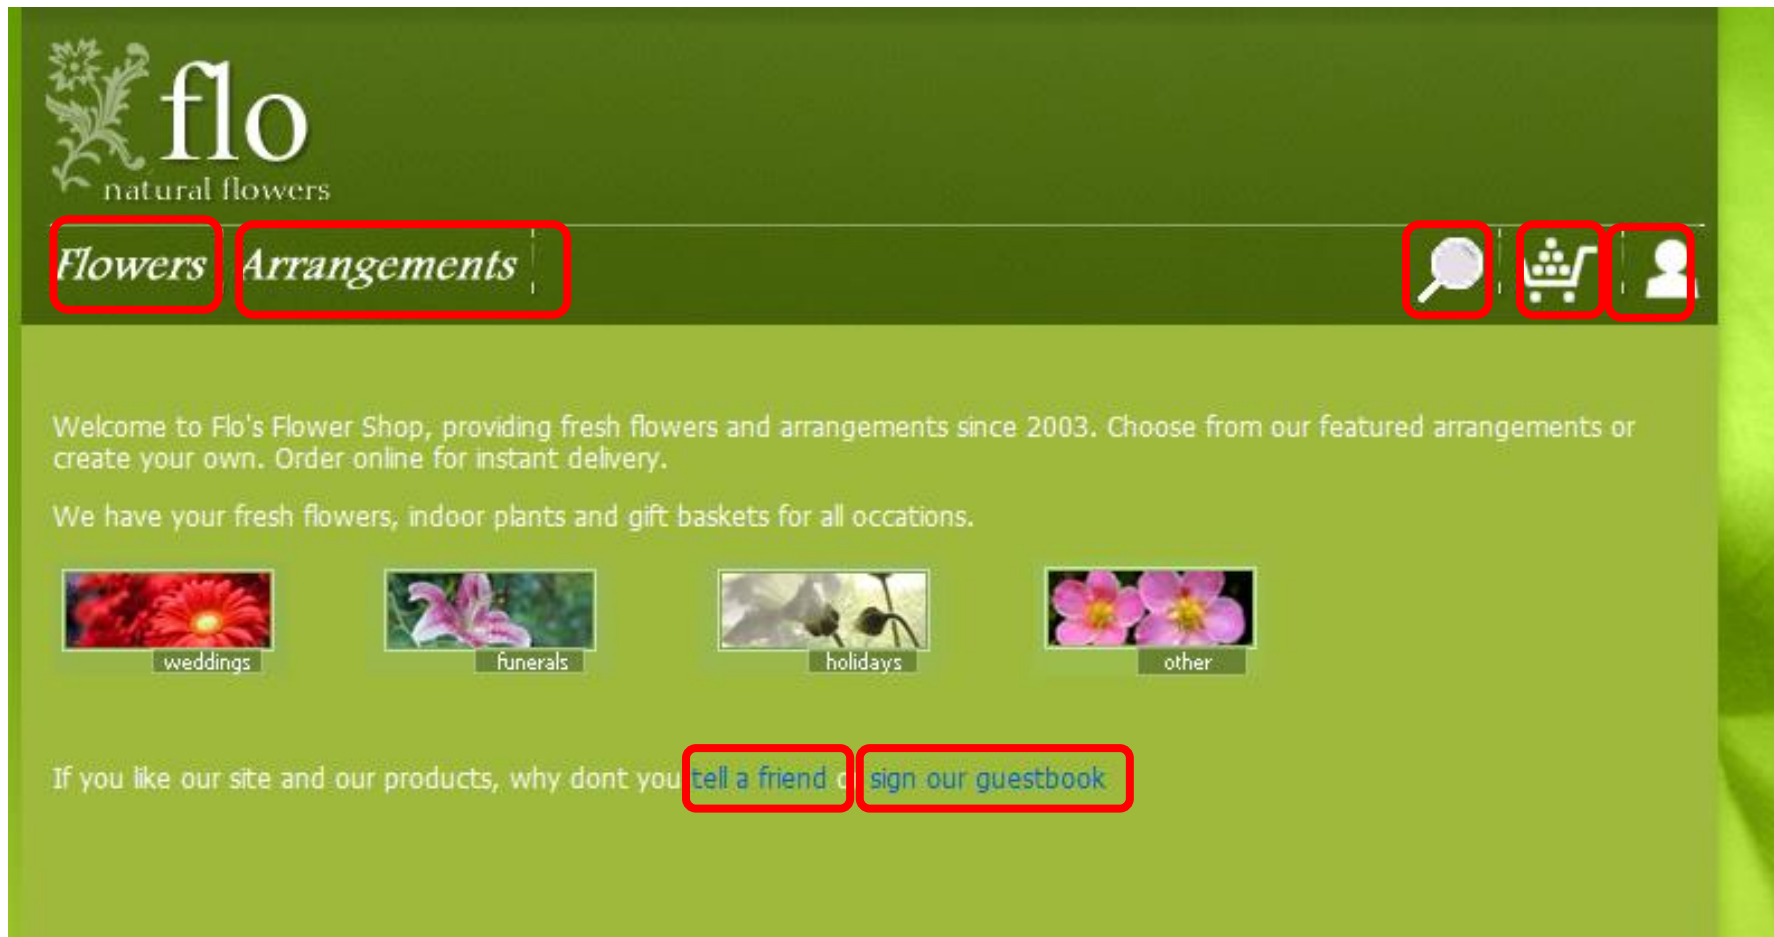 flo
natural flowers
Flowers Arrangements
Welcome to Flo's Flower Shop, providing fresh flowers and arrangements since 2003. Choose from our featured arrangements or
create your own. Order online for instant delivery.
We have your fresh flowers, indoor plants and gift baskets for all occations.
weddings funerals holidays other
If you like our site and our products, why dont you tell a friend sign our guestbook